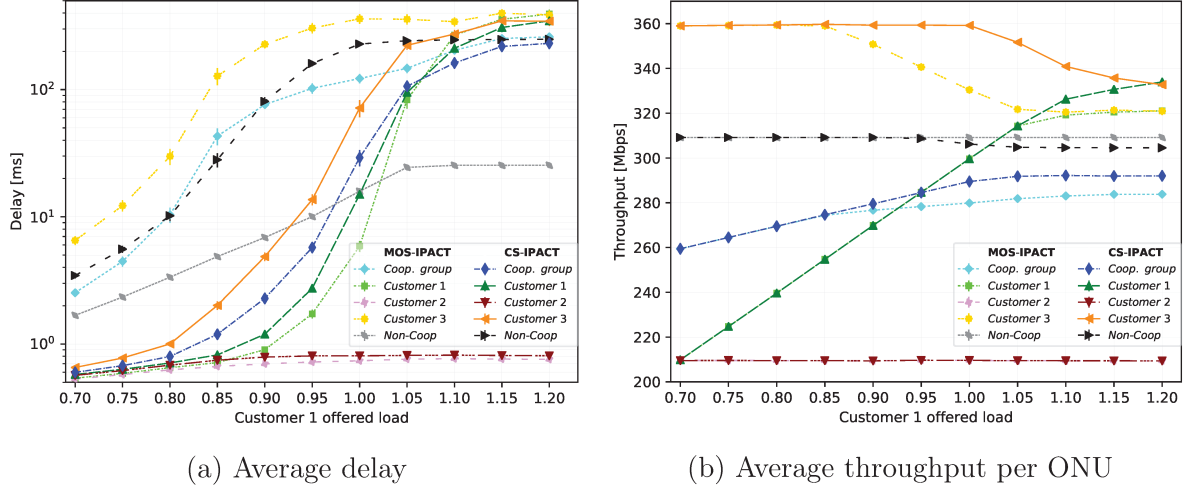 Delay [ms]
10²
10¹
10⁰
MOS-IPACT CS-IPACT
Coop. group Coop. group
Customer 1 Customer 1
Customer 2 Customer 2
Customer 3 Customer 3
Non-Coop Non-Coop
0.70 0.75 0.80 0.85 0.90 0.95 1.00 1.05 1.10 1.15 1.20
Customer 1 offered load
(a) Average delay
Throughput [Mbps]
360
340
320
300
280
260
240
220
200
MOS-IPACT CS-IPACT
Coop. group Coop. group
Customer 1 Customer 1
Customer 2 Customer 2
Customer 3 Customer 3
Non-Coop Non-Coop
0.70 0.75 0.80 0.85 0.90 0.95 1.00 1.05 1.10 1.15 1.20
Customer 1 offered load
(b) Average throughput per ONU